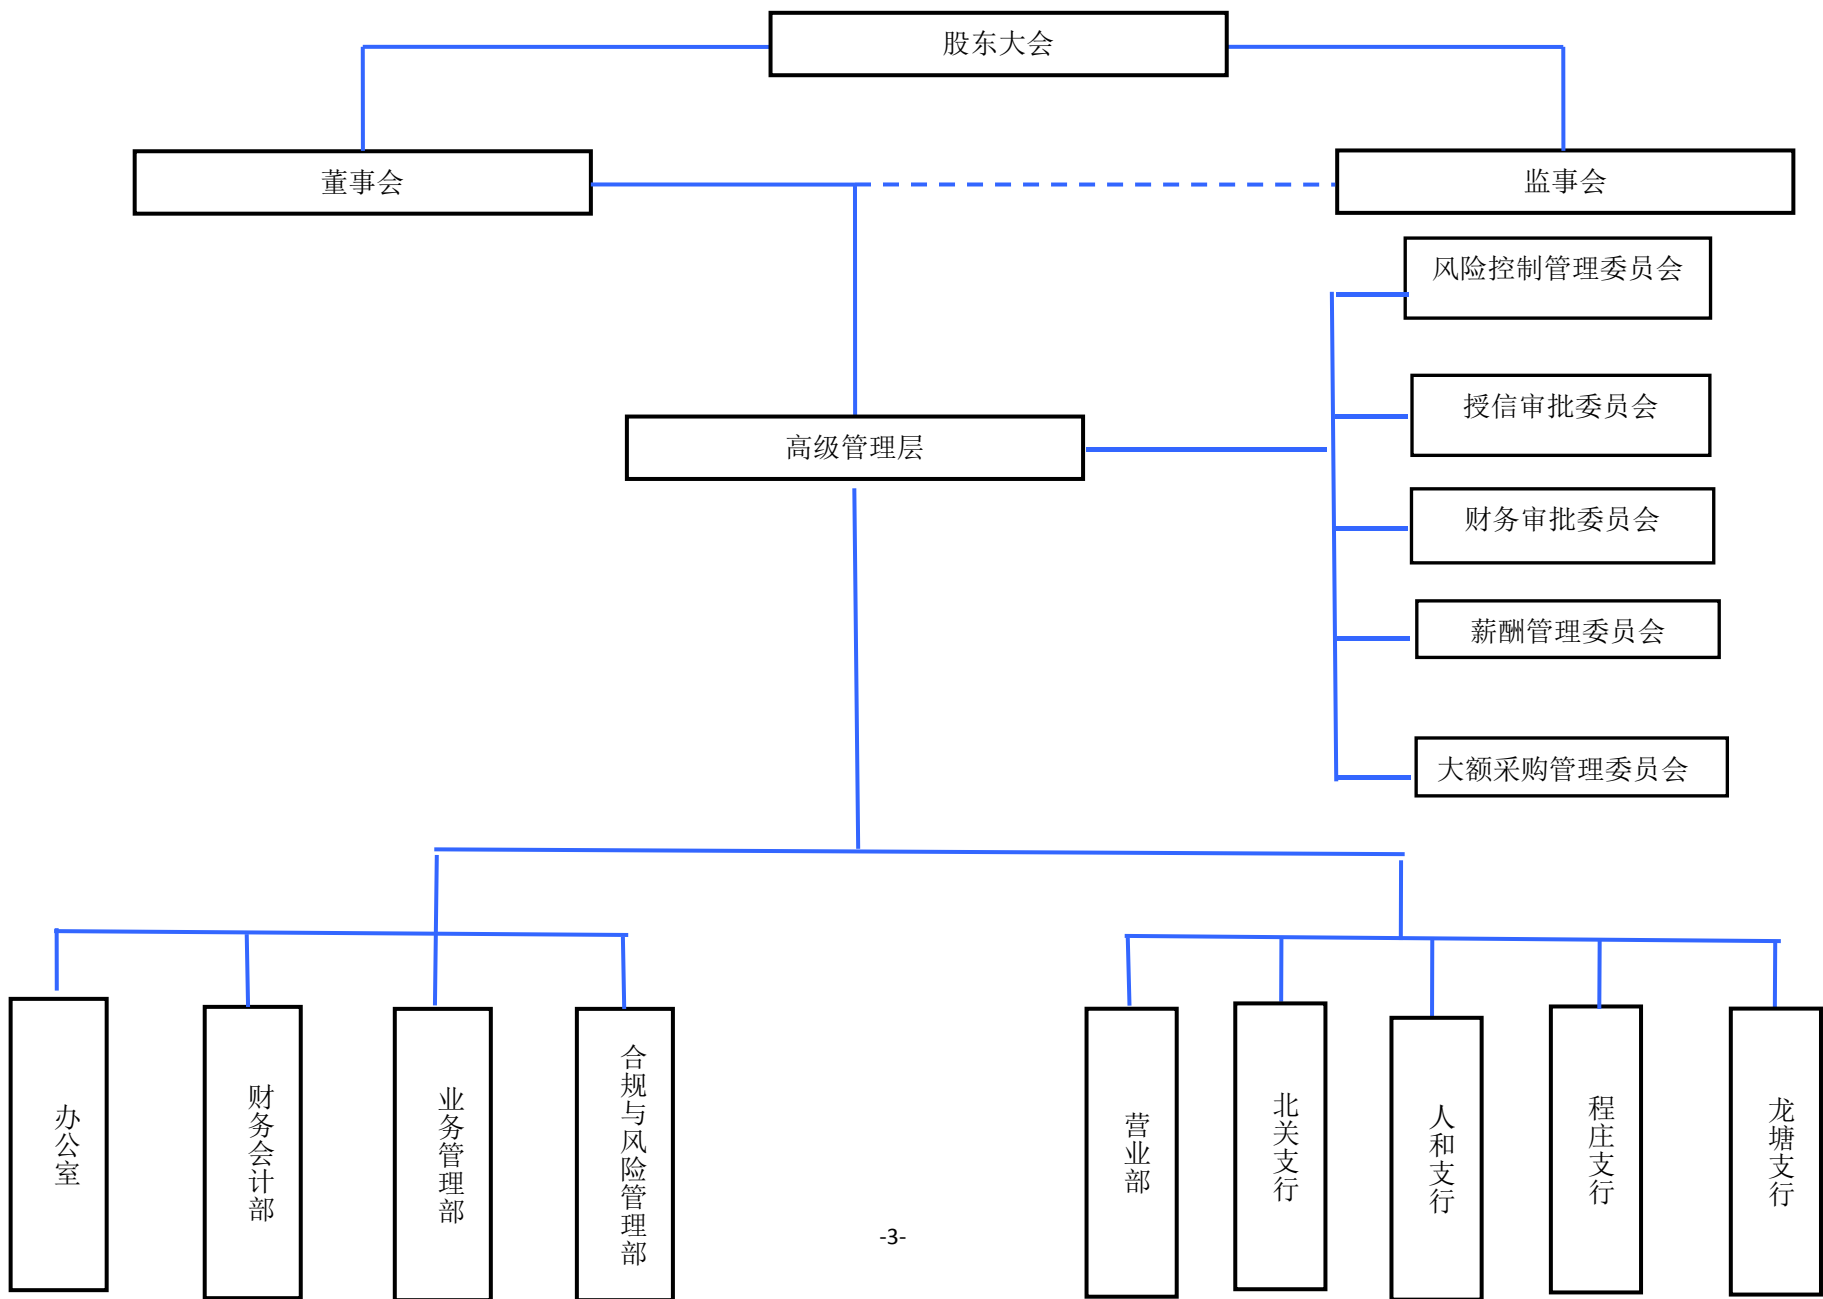 股东大会
董事会
监事会
风险控制管理委员会
授信审批委员会
高级管理层
财务审批委员会
薪酬管理委员会
大额采购管理委员会
办公室
财务会计部
业务管理部
合规与风险管理部
营业部
北关支行
人和支行
程庄支行
龙塘支行
-3-